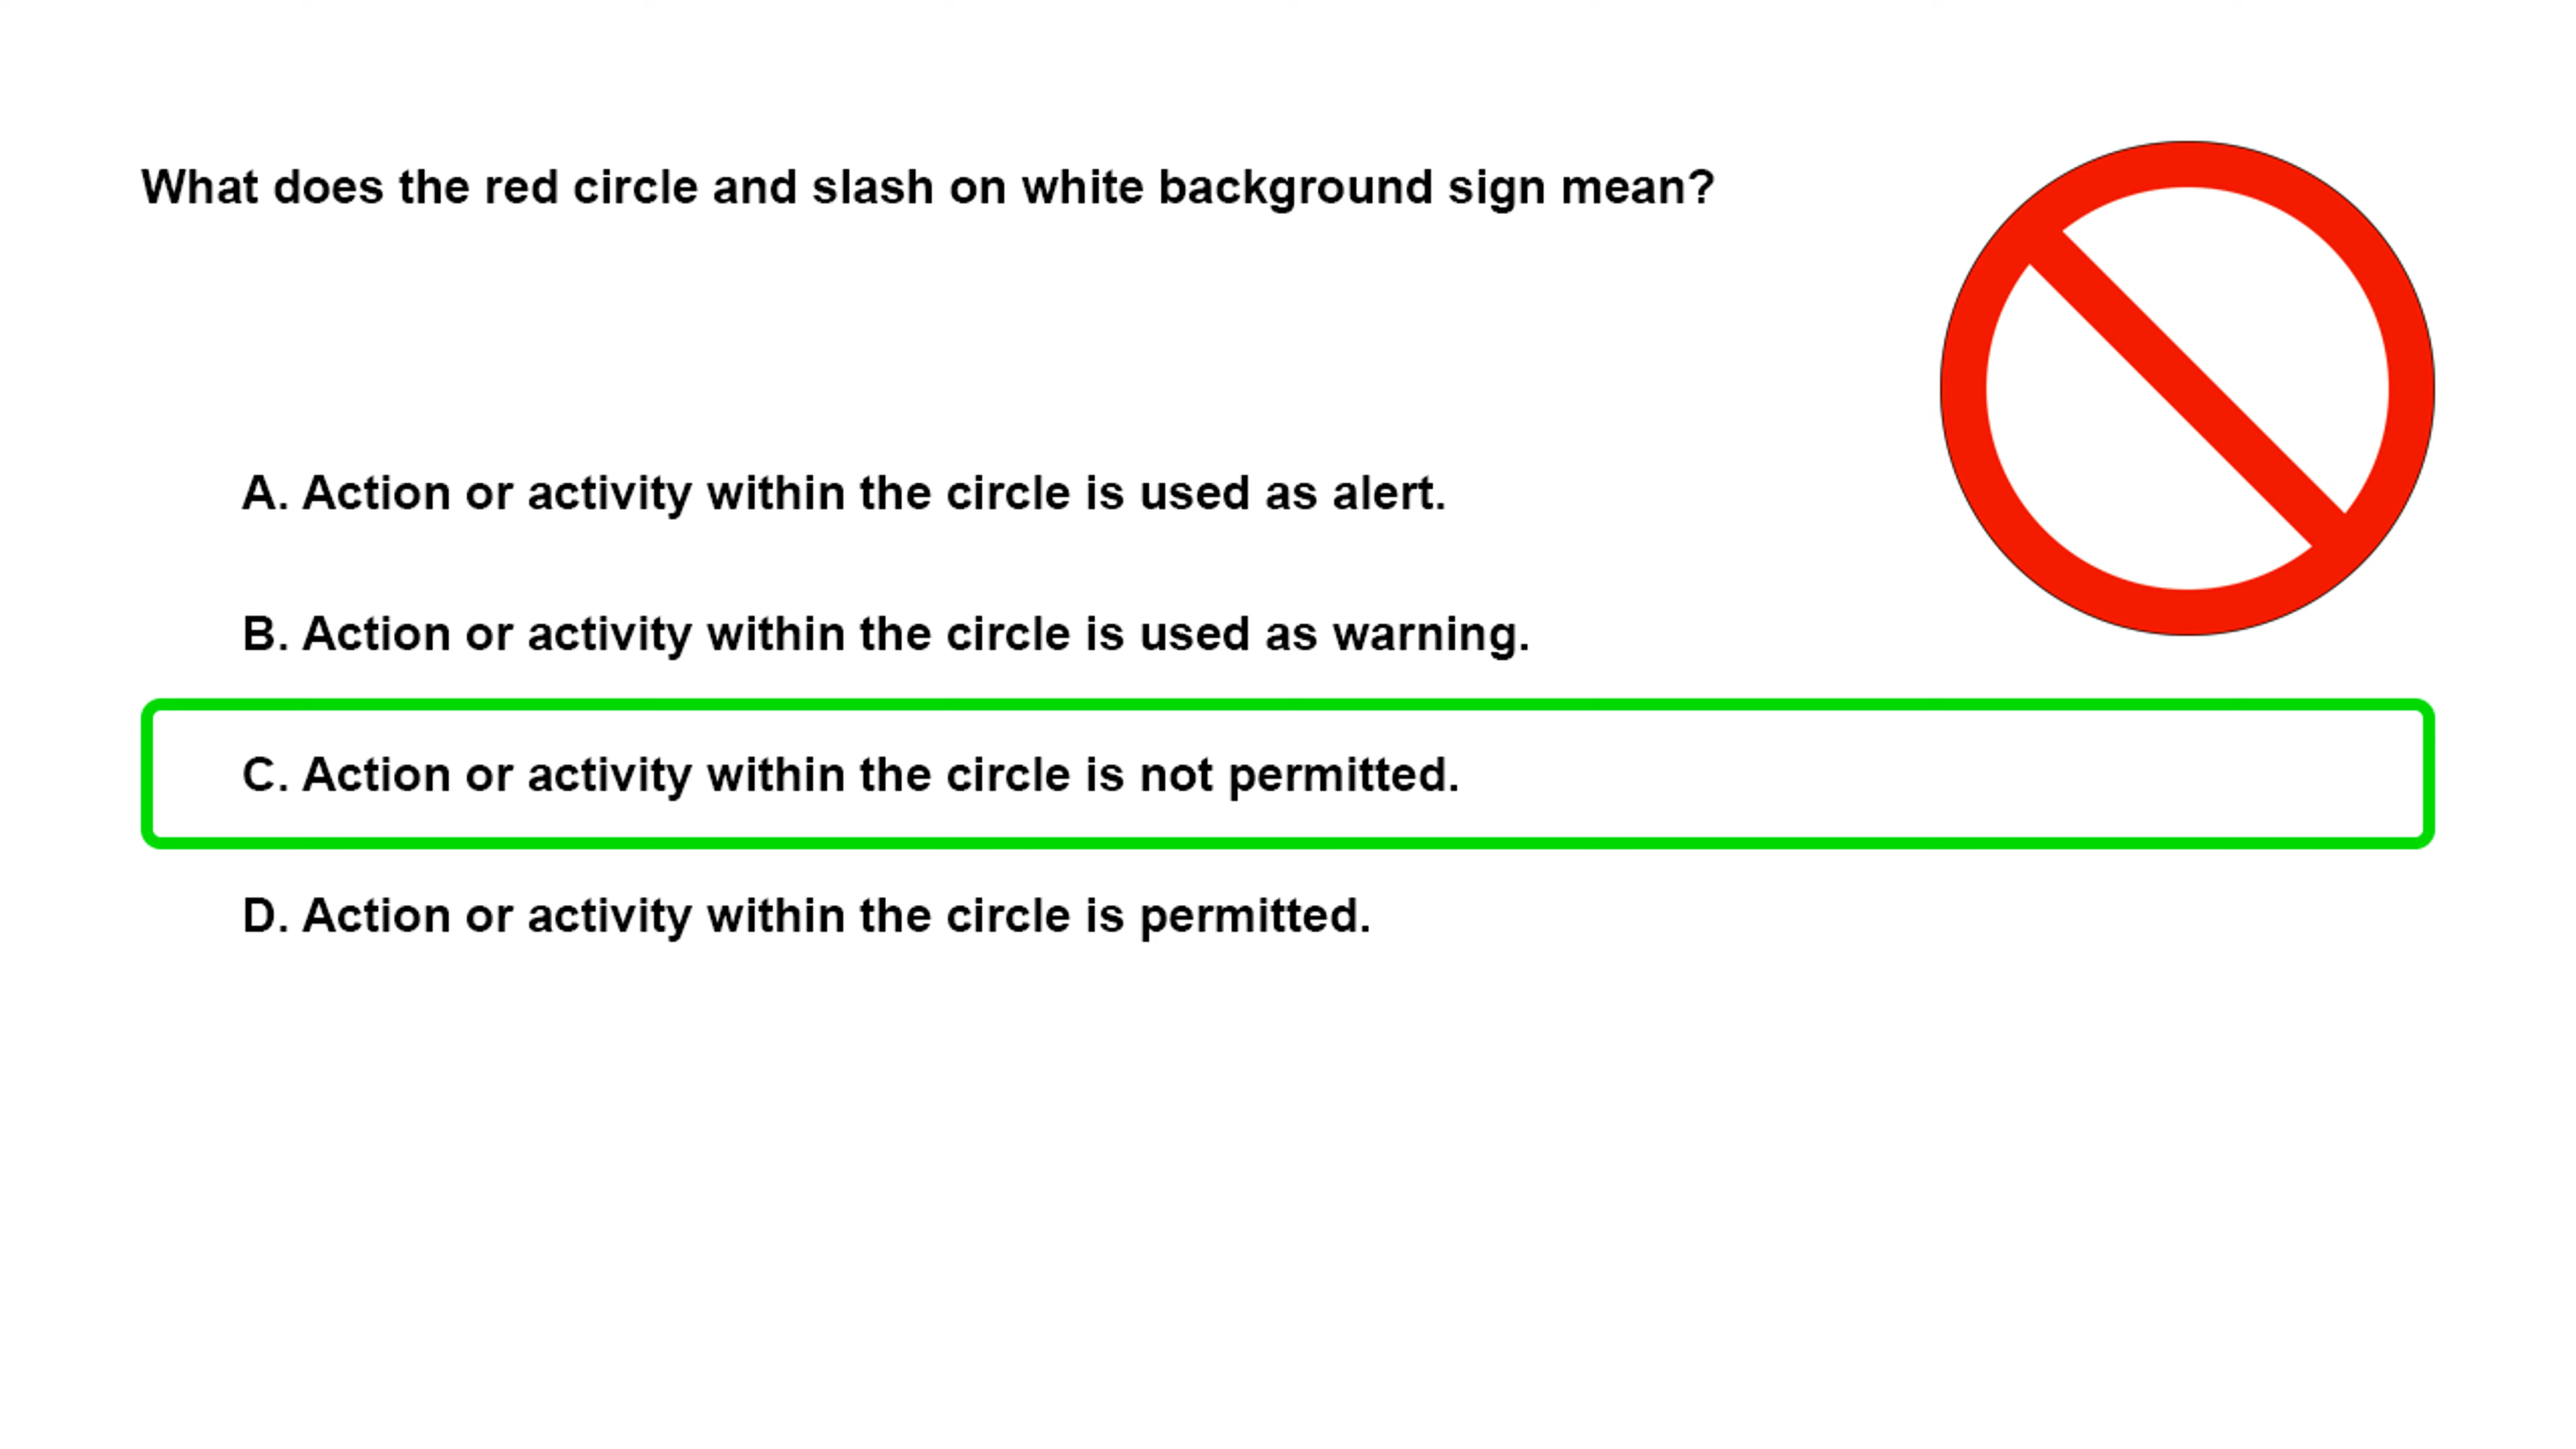 What does the red circle and slash on white background sign mean?
A. Action or activity within the circle is used as alert.
B. Action or activity within the circle is used as warning.
C. Action or activity within the circle is not permitted.
D. Action or activity within the circle is permitted.